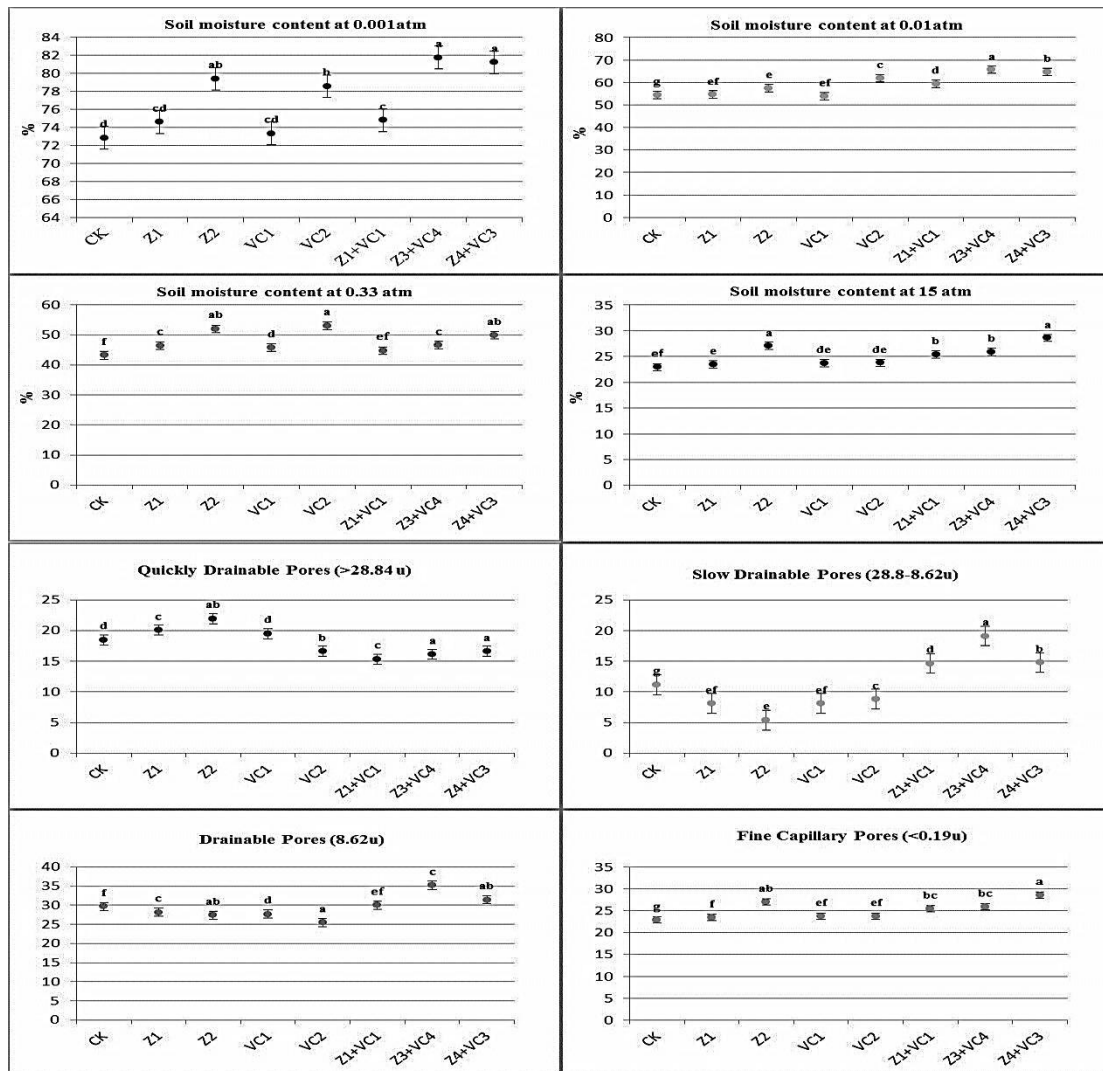 Soil moisture content at 0.001atm
84
82
80
78
76
74
72
70
68
66
64
%
d cd ab cd b c a a
CK Z1 Z2 VC1 VC2 Z1+VC1 Z3+VC4 Z4+VC3
Soil moisture content at 0.01atm
80
70
60
50
40
30
20
10
0
g ef e ef c d a b
CK Z1 Z2 VC1 VC2 Z1+VC1 Z3+VC4 Z4+VC3
Soil moisture content at 0.33 atm
60
50
40
30
20
10
0
%
f c ab d a ef c ab
CK Z1 Z2 VC1 VC2 Z1+VC1 Z3+VC4 Z4+VC3
Soil moisture content at 15 atm
35
30
25
20
15
10
5
0
%
ef e a de de b b a
CK Z1 Z2 VC1 VC2 Z1+VC1 Z3+VC4 Z4+VC3
Quickly Drainable Pores (>28.84 u)
25
20
15
10
5
0
d c ab d b c a a
CK Z1 Z2 VC1 VC2 Z1+VC1 Z3+VC4 Z4+VC3
Slow Drainable Pores (28.8-8.62u)
25
20
15
10
5
0
g ef e ef c d a b
CK Z1 Z2 VC1 VC2 Z1+VC1 Z3+VC4 Z4+VC3
Drainable Pores (8.62u)
40
35
30
25
20
15
10
5
0
f c ab d a ef c ab
CK Z1 Z2 VC1 VC2 Z1+VC1 Z3+VC4 Z4+VC3
Fine Capillary Pores (<0.19u)
35
30
25
20
15
10
5
0
g f ab ef ef bc bc a
CK Z1 Z2 VC1 VC2 Z1+VC1 Z3+VC4 Z4+VC3